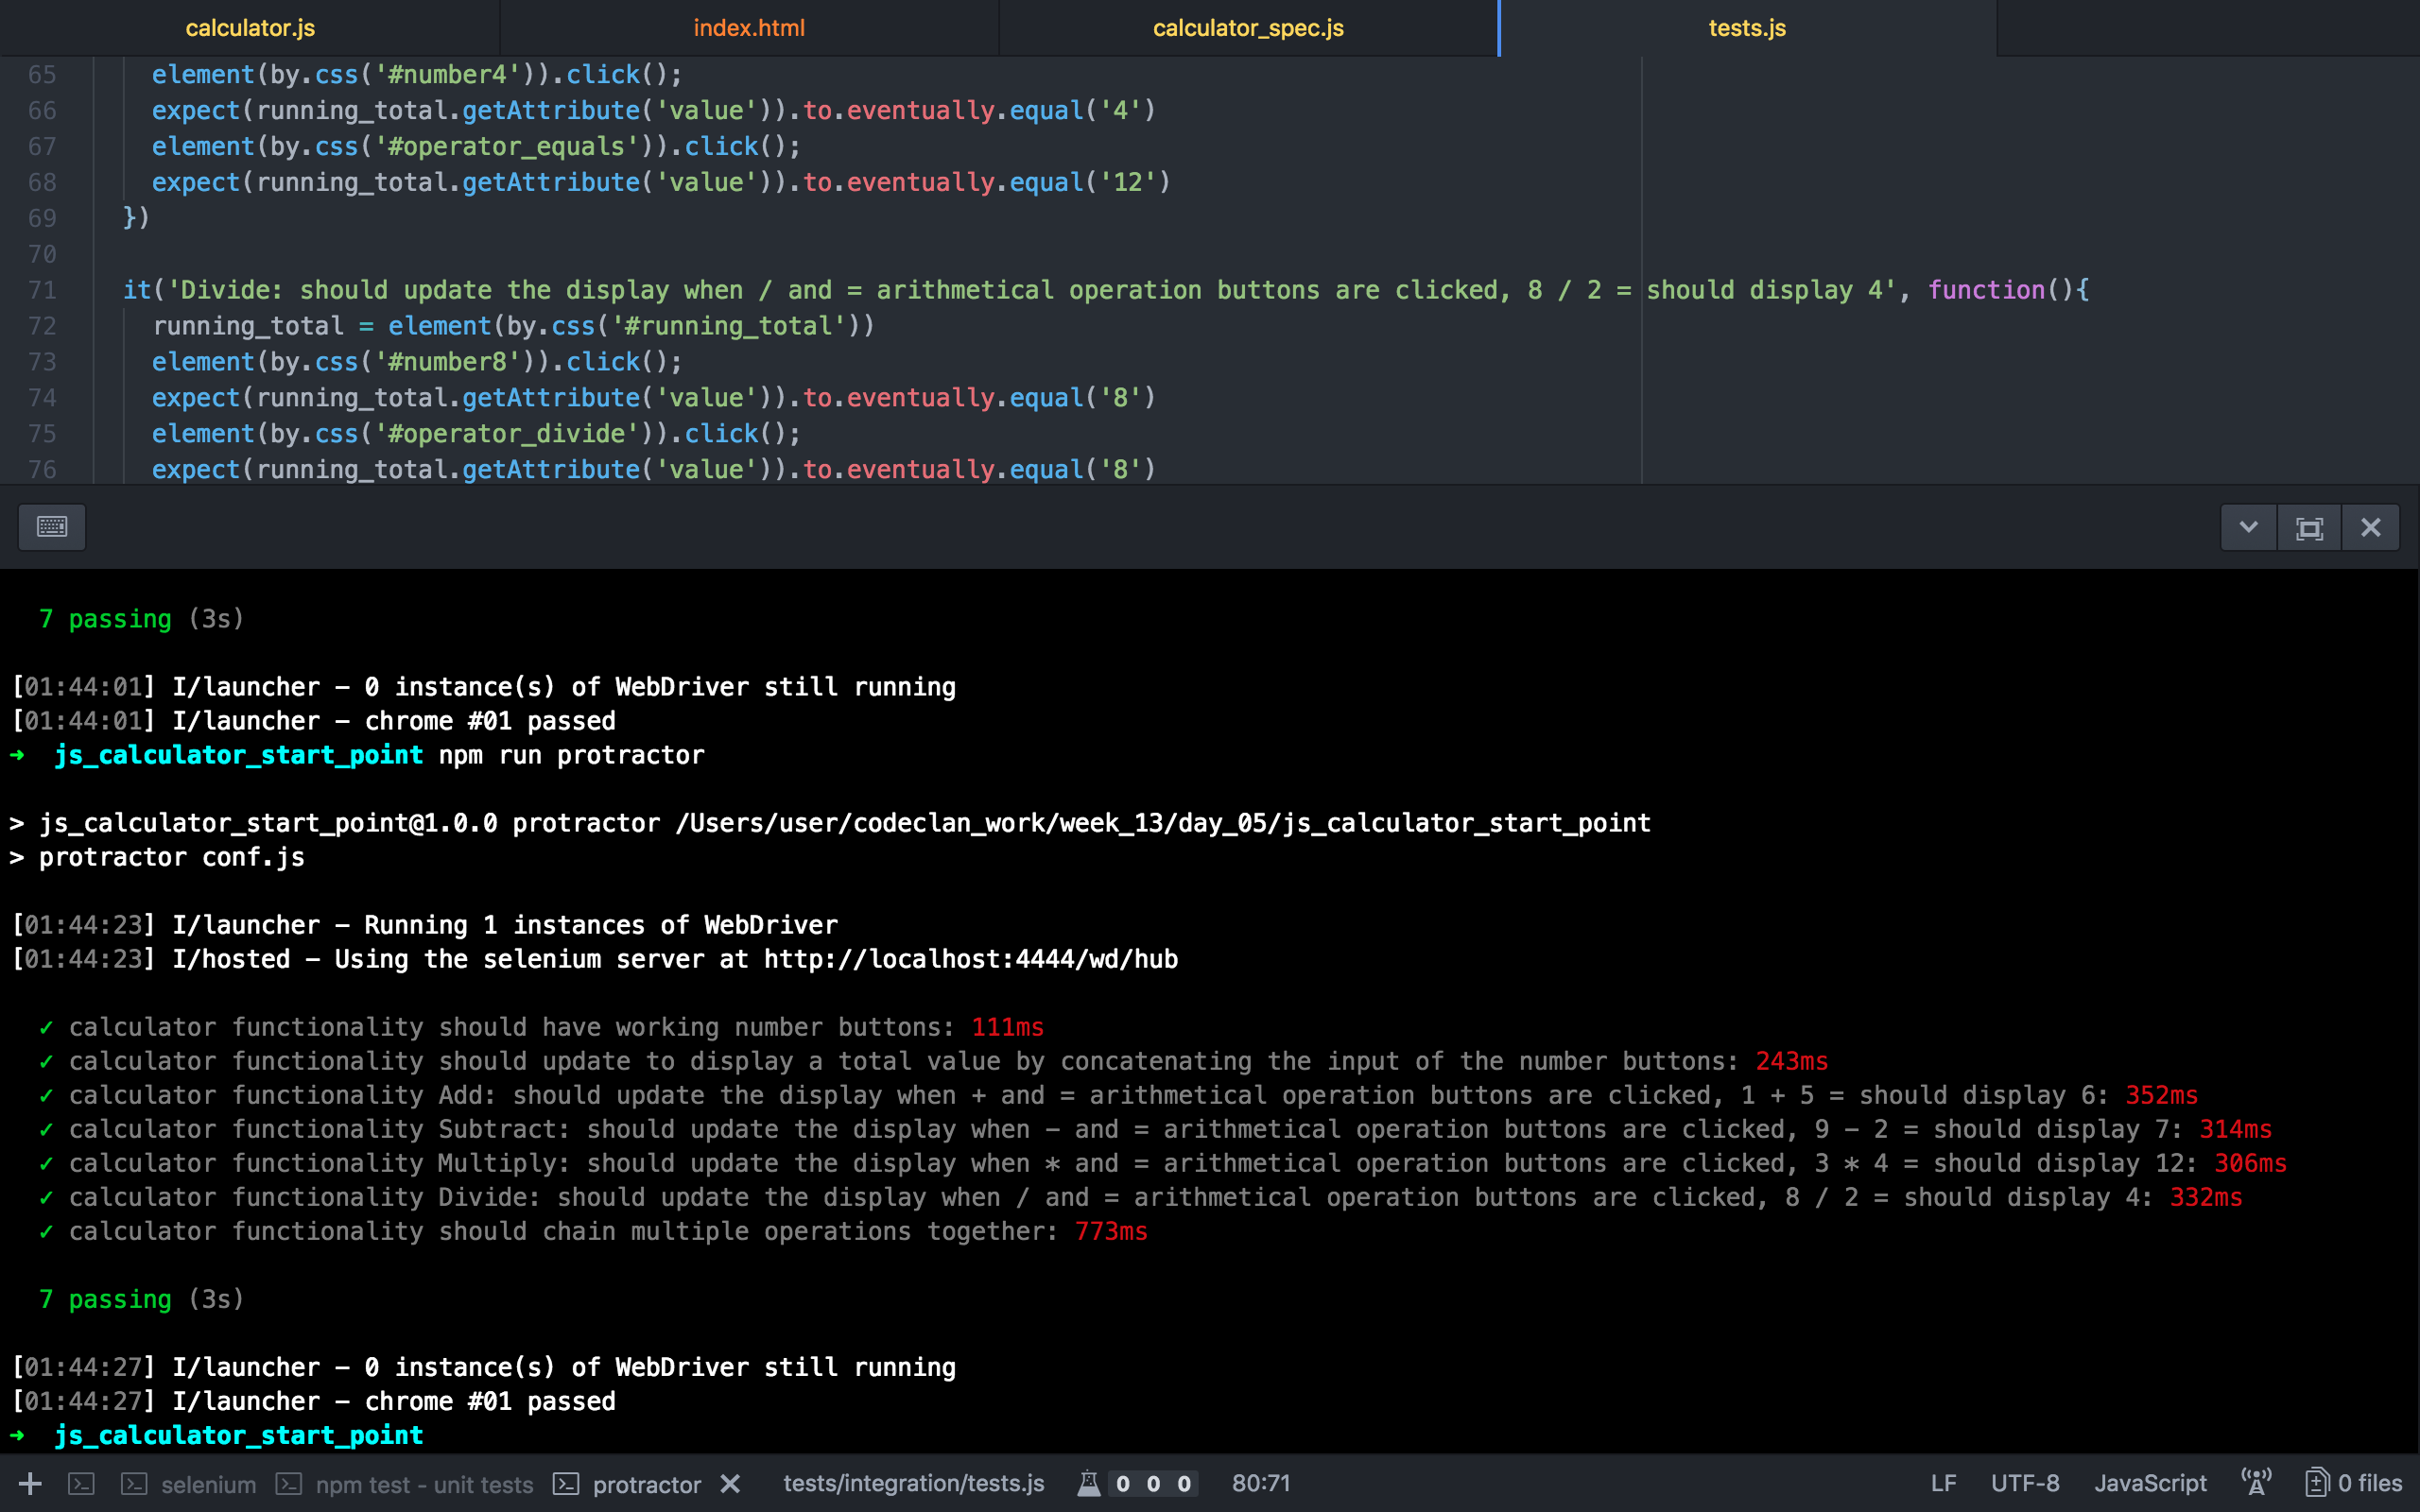 calculator.js index.html calculator_spec.js tests.js
65 element(by.css('#number4')).click();
66 expect(running_total.getAttribute('value')).to.eventually.equal('4')
67 element(by.css('#operator_equals')).click();
68 expect(running_total.getAttribute('value')).to.eventually.equal('12')
69 })
70
71 it('Divide: should update the display when / and = arithmetical operation buttons are clicked, 8 / 2 = should display 4', function(){
72 running_total = element(by.css('#running_total'))
73 element(by.css('#number8')).click();
74 expect(running_total.getAttribute('value')).to.eventually.equal('8')
75 element(by.css('#operator_divide')).click();
76 expect(running_total.getAttribute('value')).to.eventually.equal('8')
7 passing (3s)
[01:44:01] I/launcher – 0 instance(s) of WebDriver still running
[01:44:01] I/launcher – chrome #01 passed
➜ js_calculator_start_point npm run protractor
> js_calculator_start_point@1.0.0 protractor /Users/user/codeclan_work/week_13/day_05/js_calculator_start_point
> protractor conf.js
[01:44:23] I/launcher – Running 1 instances of WebDriver
[01:44:23] I/hosted – Using the selenium server at http://localhost:4444/wd/hub
✓ calculator functionality should have working number buttons: 111ms
✓ calculator functionality should update to display a total value by concatenating the input of the number buttons: 243ms
✓ calculator functionality Add: should update the display when + and = arithmetical operation buttons are clicked, 1 + 5 = should display 6: 352ms
✓ calculator functionality Subtract: should update the display when – and = arithmetical operation buttons are clicked, 9 – 2 = should display 7: 314ms
✓ calculator functionality Multiply: should update the display when * and = arithmetical operation buttons are clicked, 3 * 4 = should display 12: 306ms
✓ calculator functionality Divide: should update the display when / and = arithmetical operation buttons are clicked, 8 / 2 = should display 4: 332ms
✓ calculator functionality should chain multiple operations together: 773ms
7 passing (3s)
[01:44:27] I/launcher – 0 instance(s) of WebDriver still running
[01:44:27] I/launcher – chrome #01 passed
➜ js_calculator_start_point
selenium npm test - unit tests protractor tests/integration/tests.js 0 0 0 80:71 LF UTF-8 JavaScript 0 files